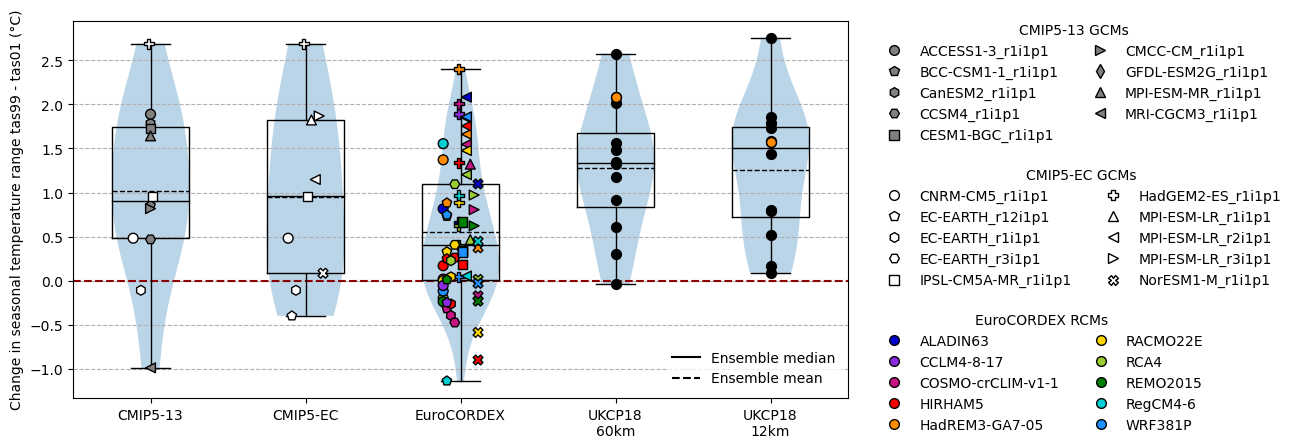 Change in seasonal temperature range tas99 - tas01 (°C)
2.5
2.0
1.5
1.0
0.5
0.0
−0.5
−1.0
CMIP5-13
CMIP5-EC
EuroCORDEX
UKCP18
60km
UKCP18
12km
Ensemble median
Ensemble mean
CMIP5-13 GCMs
ACCESS1-3_r1i1p1
BCC-CSM1-1_r1i1p1
CanESM2_r1i1p1
CCSM4_r1i1p1
CESM1-BGC_r1i1p1
CMCC-CM_r1i1p1
GFDL-ESM2G_r1i1p1
MPI-ESM-MR_r1i1p1
MRI-CGCM3_r1i1p1
CMIP5-EC GCMs
CNRM-CM5_r1i1p1
EC-EARTH_r12i1p1
EC-EARTH_r1i1p1
EC-EARTH_r3i1p1
IPSL-CM5A-MR_r1i1p1
HadGEM2-ES_r1i1p1
MPI-ESM-LR_r1i1p1
MPI-ESM-LR_r2i1p1
MPI-ESM-LR_r3i1p1
NorESM1-M_r1i1p1
EuroCORDEX RCMs
ALADIN63
CCLM4-8-17
COSMO-crCLIM-v1-1
HIRHAM5
HadREM3-GA7-05
RACMO22E
RCA4
REMO2015
RegCM4-6
WRF381P